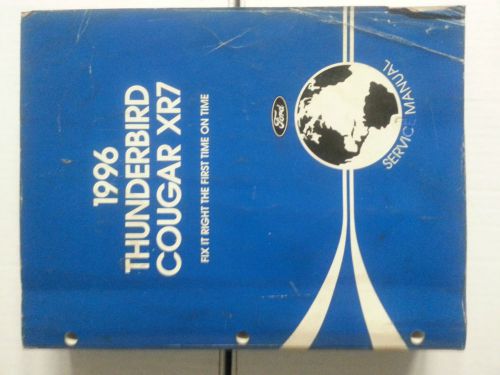 1996
THUNDERBIRD
COUGAR XR7
FIX IT RIGHT THE FIRST TIME ON TIME
Ford
SERVICE MANUAL